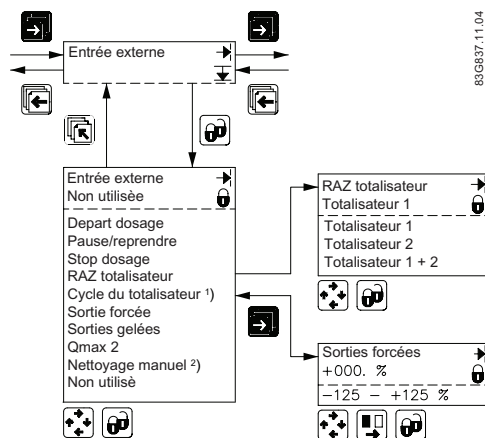 83G837.11.04
Entrée externe
Entrée externe
Non utilisèe
Depart dosage
Pause/reprendre
Stop dosage
RAZ totalisateur
Cycle du totalisateur ¹)
Sortie forcée
Sorties gelées
Qmax 2
Nettoyage manuel ²)
Non utilisè
RAZ totalisateur
Totalisateur 1
Totalisateur 1
Totalisateur 2
Totalisateur 1 + 2
Sorties forcées
+000. %
−125 − +125 %